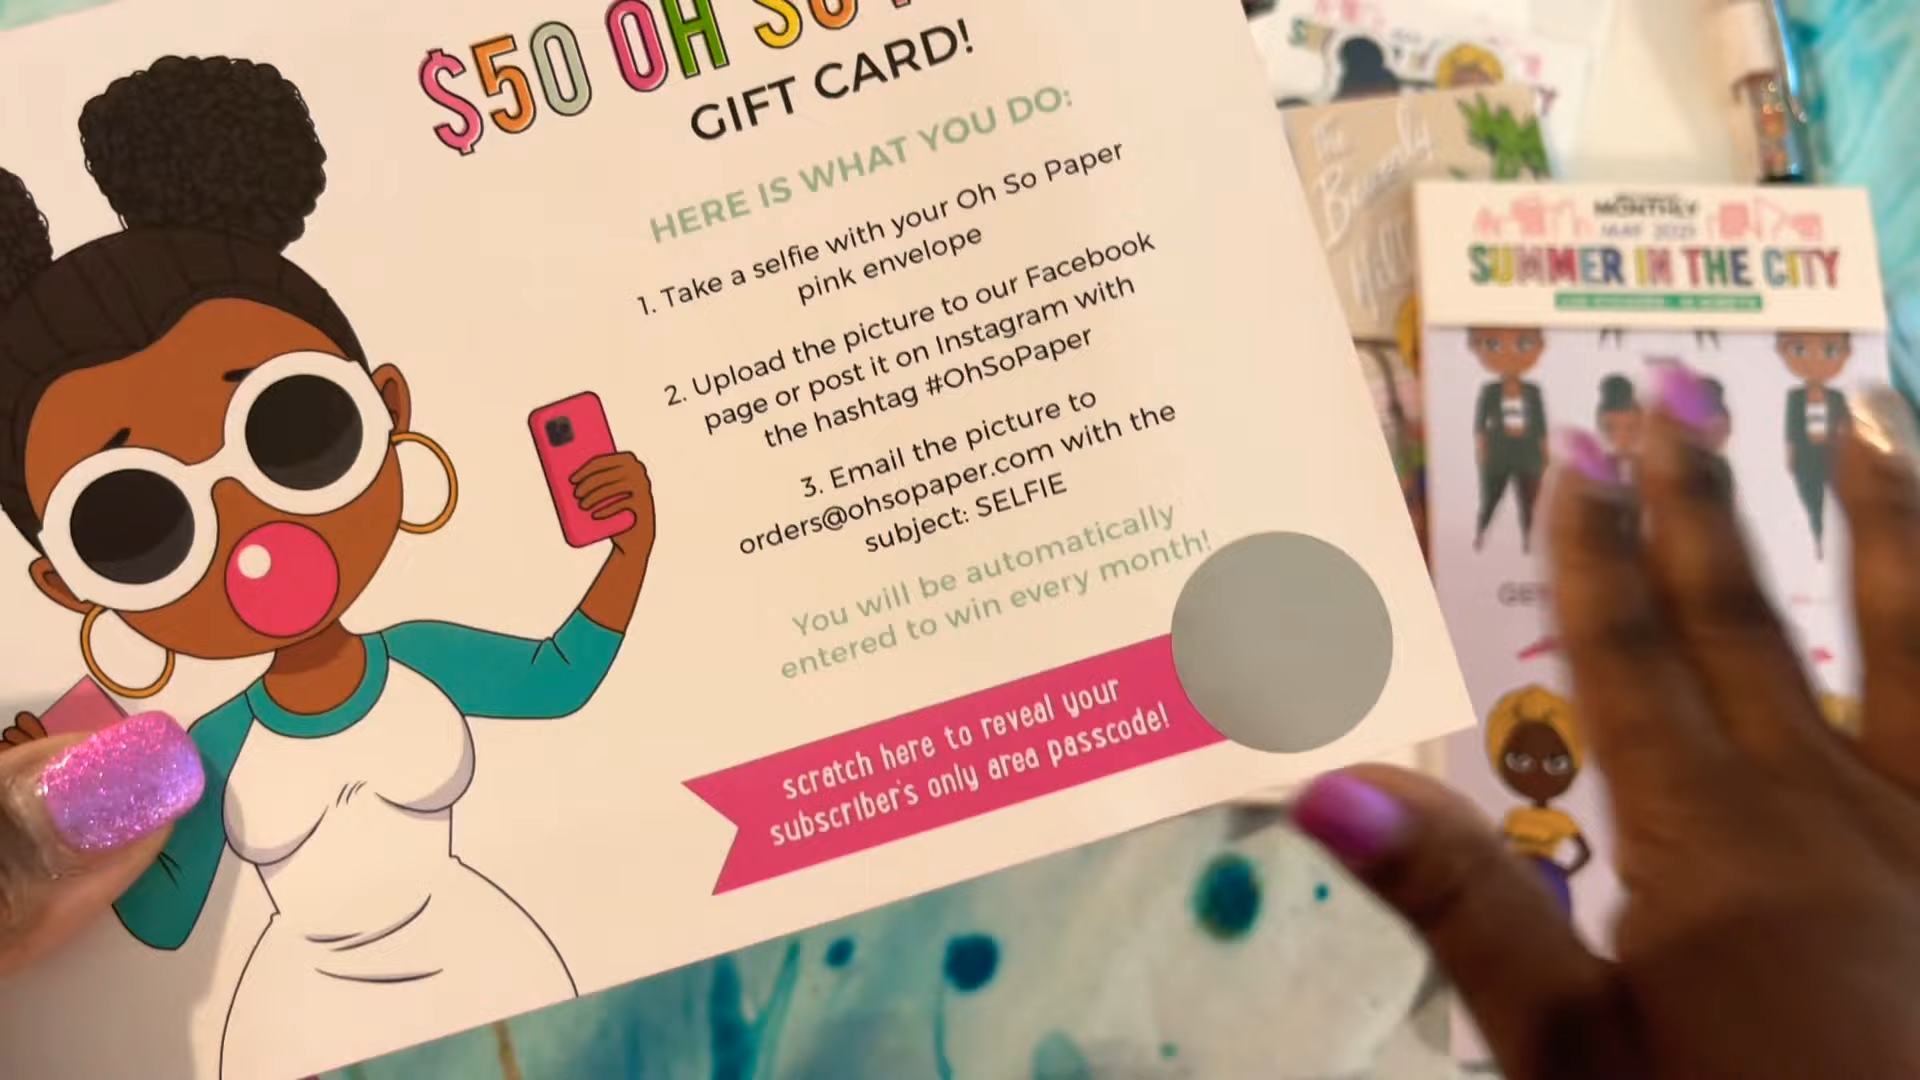 $50 OH SO
GIFT CARD!
HERE IS WHAT YOU DO:
1. Take a selfie with your Oh So Paper
pink envelope
2. Upload the picture to our Facebook
page or post it on Instagram with
the hashtag #OhSoPaper
3. Email the picture to
orders@ohsopaper.com with the
subject: SELFIE
You will be automatically
entered to win every month!
scratch here to reveal your
subscriber's only area passcode!
The
MONTHLY
MAY 2021
SUMMER IN THE CITY